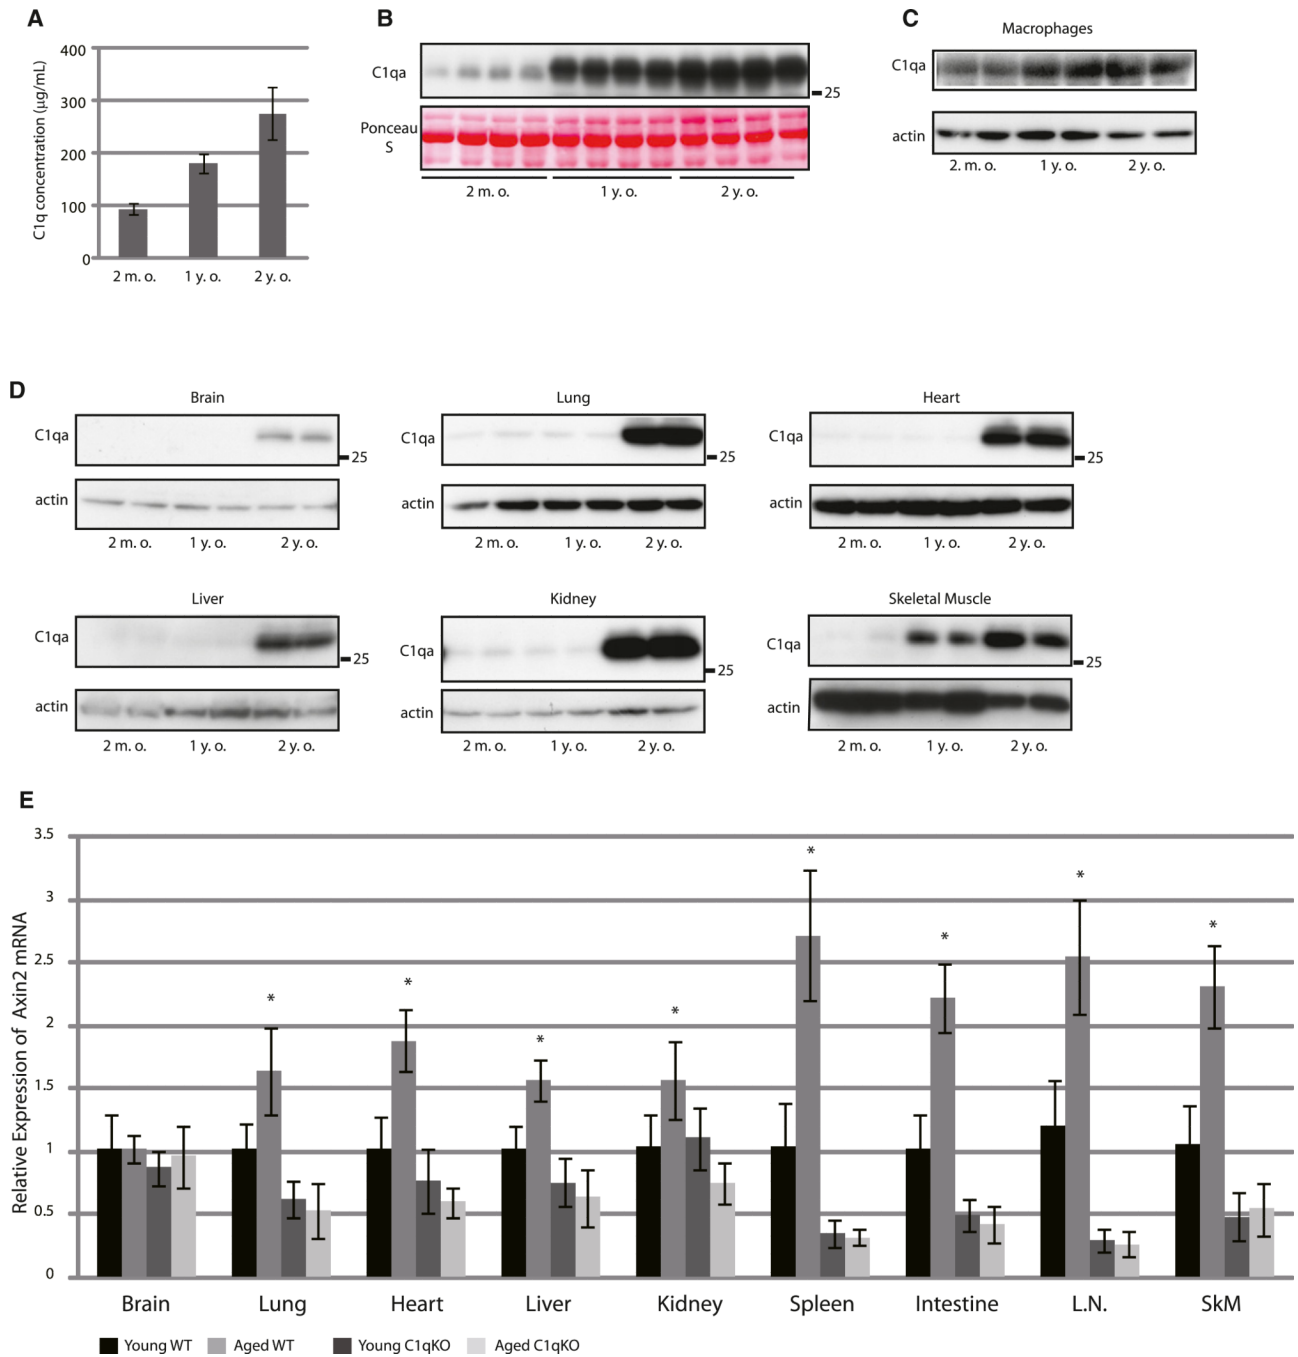 A
C1q concentration (µg/mL)
400
300
200
100
0
2 m. o. 1 y. o. 2 y. o.
B
C1qa
25
Ponceau
S
2 m. o. 1 y. o. 2 y. o.
C
Macrophages
C1qa
actin
2. m. o. 1 y. o. 2 y. o.
D
Brain
C1qa
25
actin
2 m. o. 1 y. o. 2 y. o.
Lung
C1qa
25
actin
2 m. o. 1 y. o. 2 y. o.
Heart
C1qa
25
actin
2 m. o. 1 y. o. 2 y. o.
Liver
C1qa
25
actin
2 m. o. 1 y. o. 2 y. o.
Kidney
C1qa
25
actin
2 m. o. 1 y. o. 2 y. o.
Skeletal Muscle
C1qa
25
actin
2 m. o. 1 y. o. 2 y. o.
E
Relative Expression of Axin2 mRNA
3.5
3
2.5
2
1.5
1
0.5
0
* * * * * * * *
Brain Lung Heart Liver Kidney Spleen Intestine L.N. SkM
Young WT Aged WT Young C1qKO Aged C1qKO